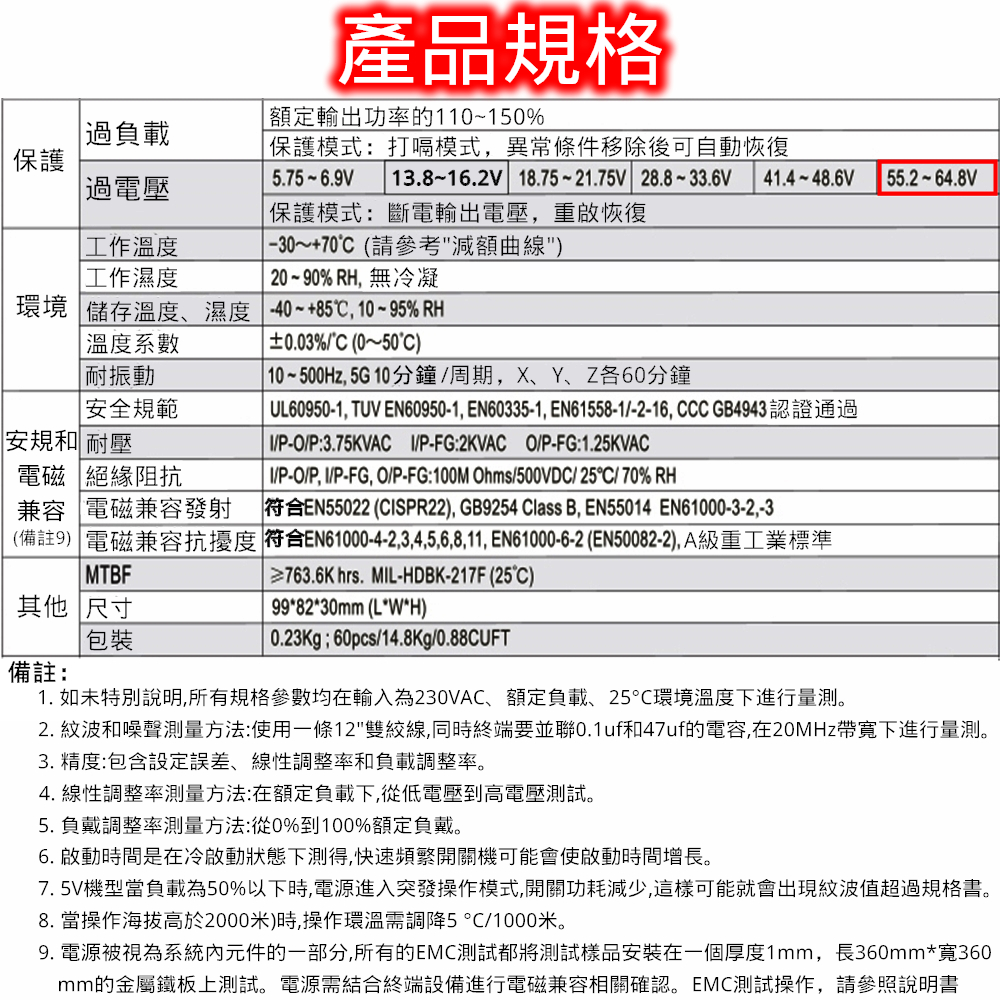 產品規格
保護
過負載
額定輸出功率的110~150%
保護模式：打嗝模式，異常條件移除後可自動恢復
過電壓
5.75 ~ 6.9V 13.8~16.2V 18.75 ~ 21.75V 28.8 ~ 33.6V 41.4 ~ 48.6V 55.2 ~ 64.8V
保護模式：斷電輸出電壓，重啟恢復
環境
工作溫度 -30～+70℃ (請參考"減額曲線")
工作濕度 20 ~ 90% RH, 無冷凝
儲存溫度、濕度 -40 ~ +85℃, 10 ~ 95% RH
溫度系數 ±0.03%/℃ (0～50℃)
耐振動 10 ~ 500Hz, 5G 10分鐘 /周期，X、Y、Z各60分鐘
安規和
電磁
兼容
(備註9)
安全規範 UL60950-1, TUV EN60950-1, EN60335-1, EN61558-1/-2-16, CCC GB4943 認證通過
耐壓 I/P-O/P:3.75KVAC I/P-FG:2KVAC O/P-FG:1.25KVAC
絕緣阻抗 I/P-O/P, I/P-FG, O/P-FG:100M Ohms/500VDC/ 25℃/ 70% RH
電磁兼容發射 符合EN55022 (CISPR22), GB9254 Class B, EN55014 EN61000-3-2,-3
電磁兼容抗擾度 符合EN61000-4-2,3,4,5,6,8,11, EN61000-6-2 (EN50082-2), A級重工業標準
其他
MTBF ≥763.6K hrs. MIL-HDBK-217F (25℃)
尺寸 99*82*30mm (L*W*H)
包裝 0.23Kg ; 60pcs/14.8Kg/0.88CUFT
備註：
1. 如未特別說明,所有規格參數均在輸入為230VAC、額定負載、25°C環境溫度下進行量測。
2. 紋波和噪聲測量方法:使用一條12"雙絞線,同時終端要並聯0.1uf和47uf的電容,在20MHz帶寬下進行量測。
3. 精度:包含設定誤差、線性調整率和負載調整率。
4. 線性調整率測量方法:在額定負載下,從低電壓到高電壓測試。
5. 負戴調整率測量方法:從0%到100%額定負戴。
6. 啟動時間是在冷啟動狀態下測得,快速頻繁開關機可能會使啟動時間增長。
7. 5V機型當負載為50%以下時,電源進入突發操作模式,開關功耗減少,這樣可能就會出現紋波值超過規格書。
8. 當操作海拔高於2000米)時,操作環溫需調降5 °C/1000米。
9. 電源被視為系統內元件的一部分,所有的EMC測試都將測試樣品安裝在一個厚度1mm，長360mm*寬360
mm的金屬鐵板上測試。電源需結合終端設備進行電磁兼容相關確認。EMC測試操作，請參照說明書